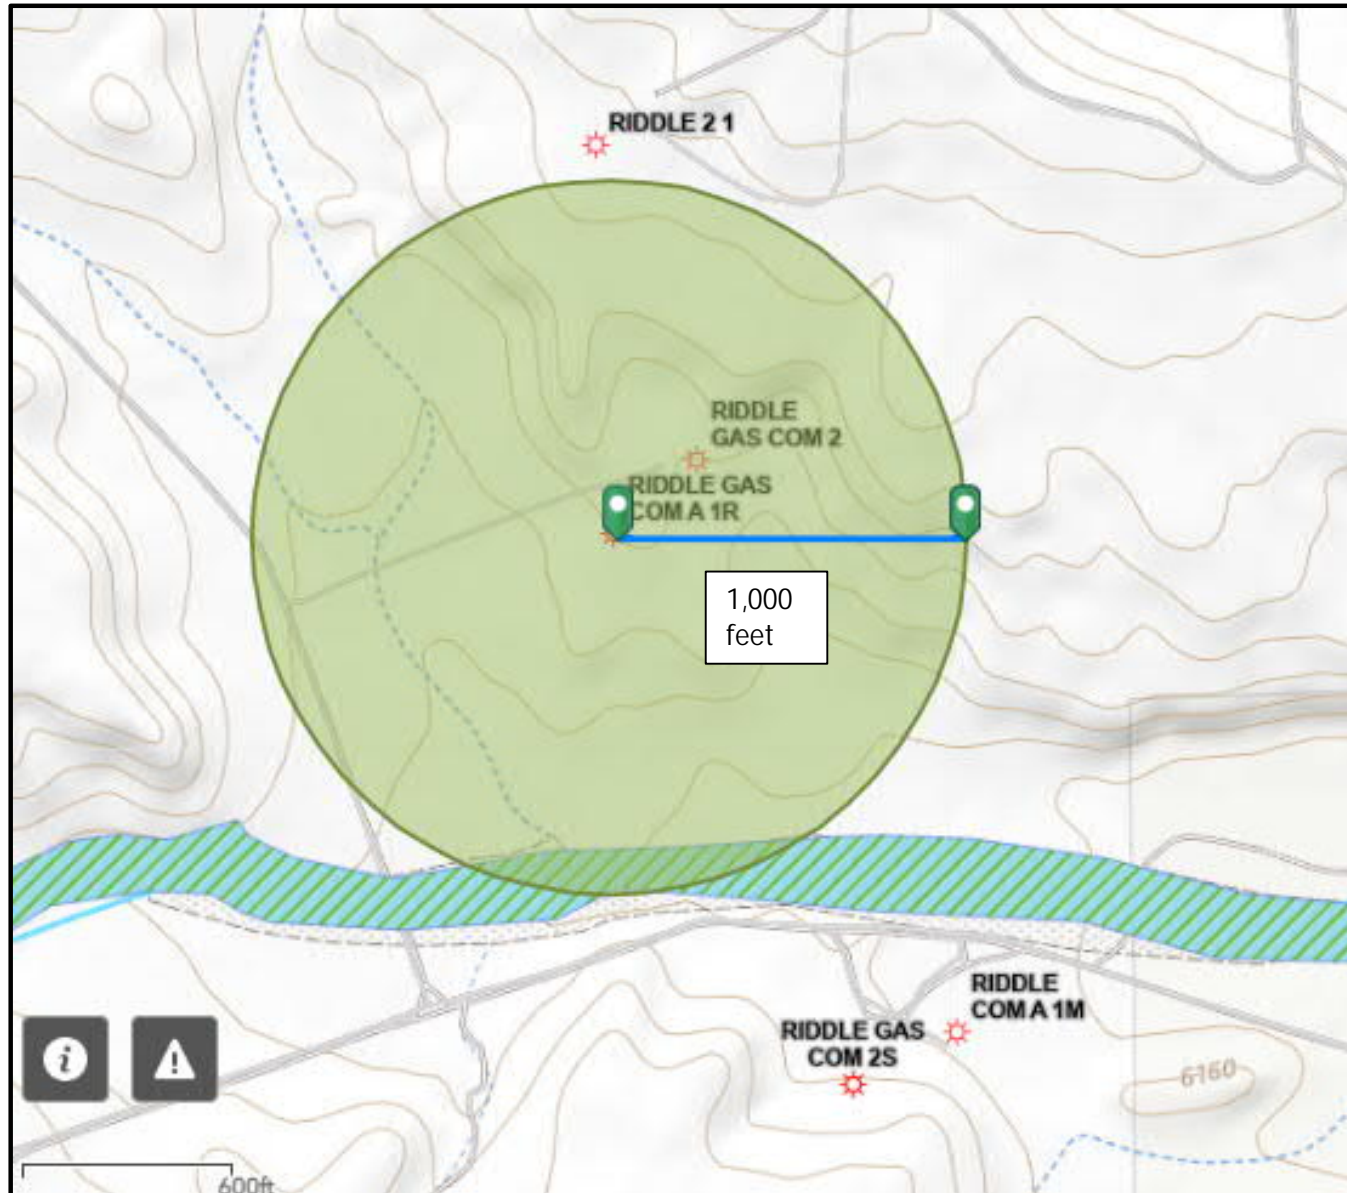 RIDDLE 2 1
RIDDLE
GAS COM 2
RIDDLE GAS
COM A 1R
1,000
feet
RIDDLE
COM A 1M
RIDDLE GAS
COM 2S
6160
600ft